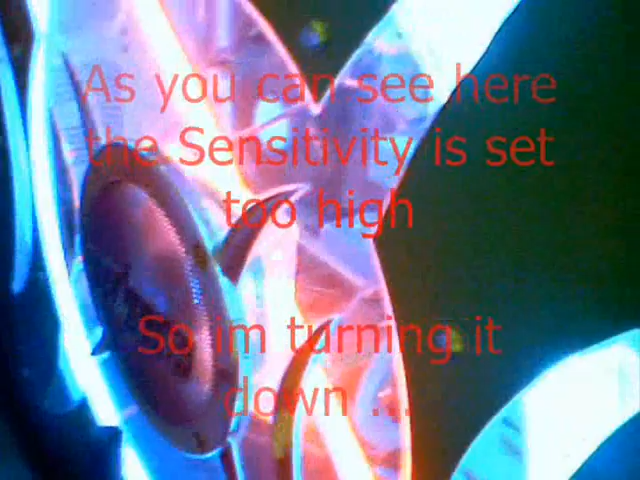 As you can see here
the Sensitivity is set
too high
So im turning it
down ...